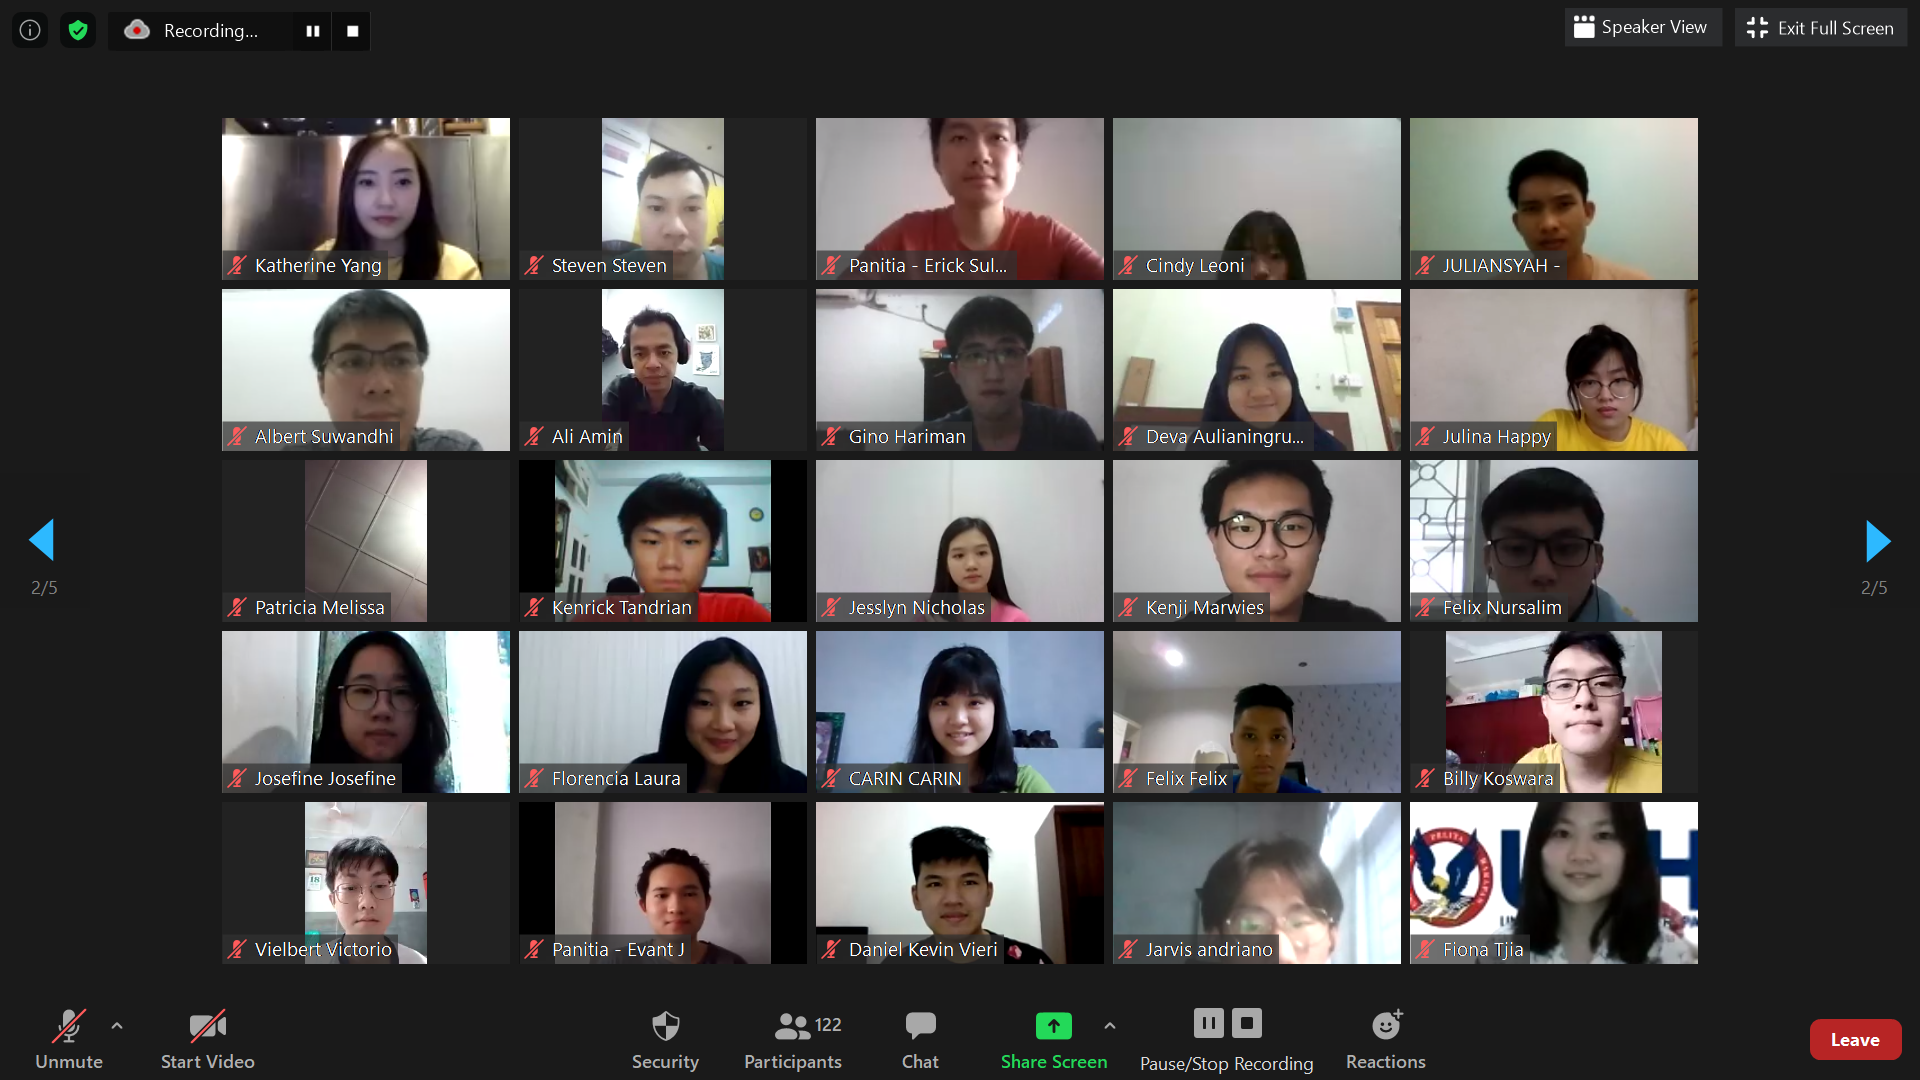 Recording...
Speaker View
Exit Full Screen
Katherine Yang
Steven Steven
Panitia - Erick Sul...
Cindy Leoni
JULIANSYAH -
Albert Suwandhi
Ali Amin
Gino Hariman
Deva Aulianingru...
Julina Happy
2/5
2/5
Patricia Melissa
Kenrick Tandrian
Jesslyn Nicholas
Kenji Marwies
Felix Nursalim
Josefine Josefine
Florencia Laura
CARIN CARIN
Felix Felix
Billy Koswara
18
PELITA HARAPAN
U H
Vielbert Victorio
Panitia - Evant J
Daniel Kevin Vieri
Jarvis andriano
Fiona Tjia
Unmute
Start Video
Security
122
Participants
Chat
Share Screen
Pause/Stop Recording
Reactions
Leave